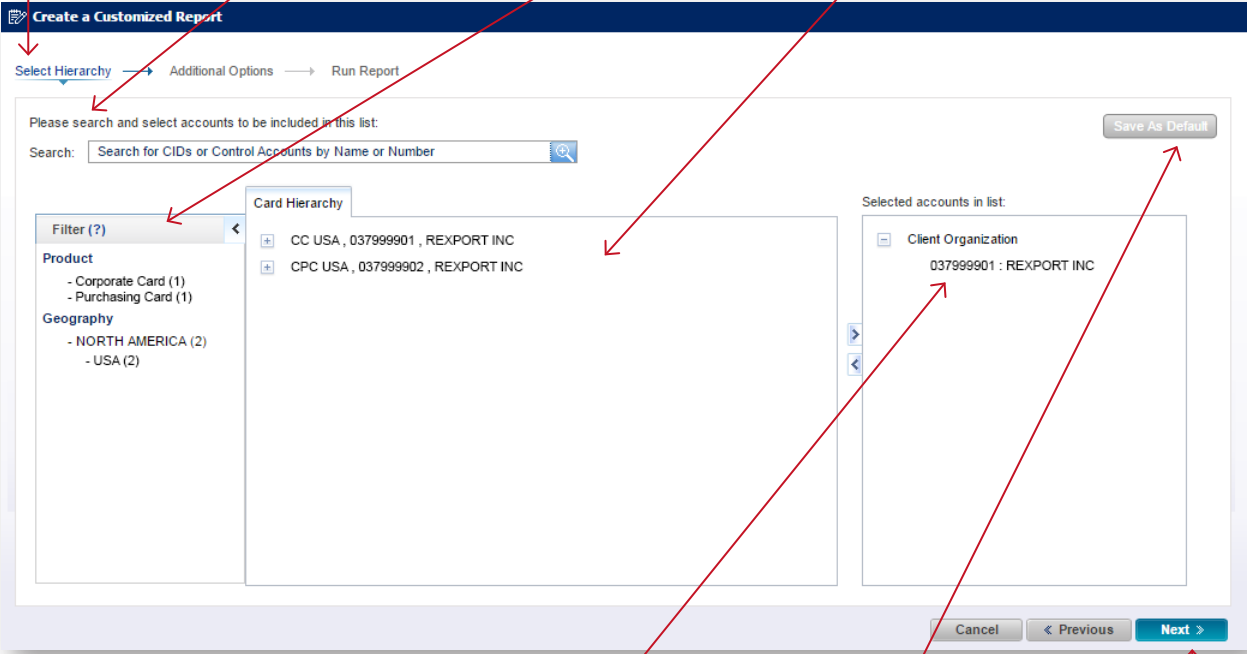 Create a Customized Report
Select Hierarchy Additional Options Run Report
Please search and select accounts to be included in this list:
Save As Default
Search: Search for CIDs or Control Accounts by Name or Number
Card Hierarchy
Selected accounts in list:
Filter (?)
Product
- Corporate Card (1)
- Purchasing Card (1)
Geography
- NORTH AMERICA (2)
- USA (2)
CC USA , 037999901 , REXPORT INC
CPC USA , 037999902 , REXPORT INC
Client Organization
037999901 : REXPORT INC
Cancel « Previous Next »